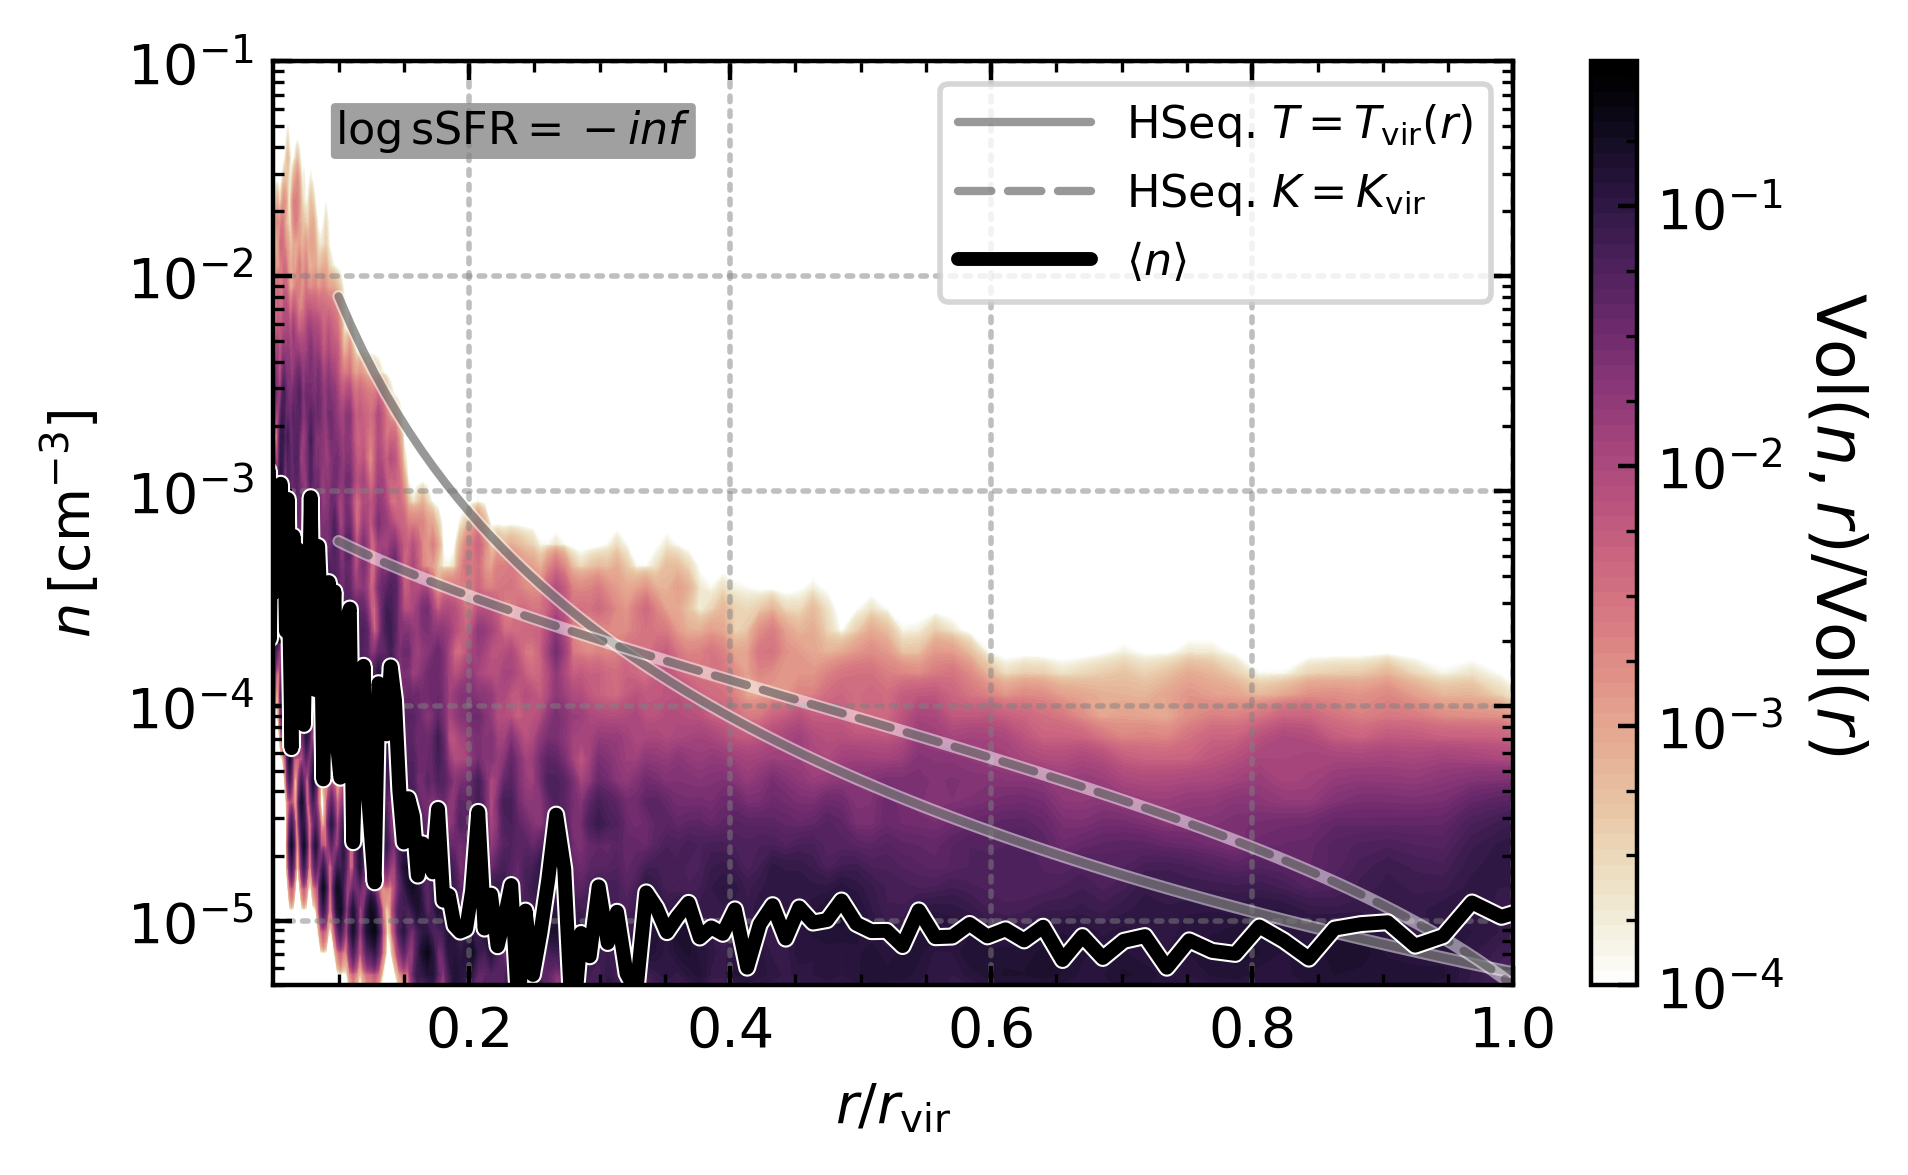 log sSFR = −inf
HSeq. T = T_vir(r)
HSeq. K = K_vir
⟨n⟩
n [cm⁻³]
10⁻¹
10⁻²
10⁻³
10⁻⁴
10⁻⁵
0.2 0.4 0.6 0.8 1.0
r/r_vir
10⁻¹
10⁻²
10⁻³
10⁻⁴
Vol(n, r)/Vol(r)